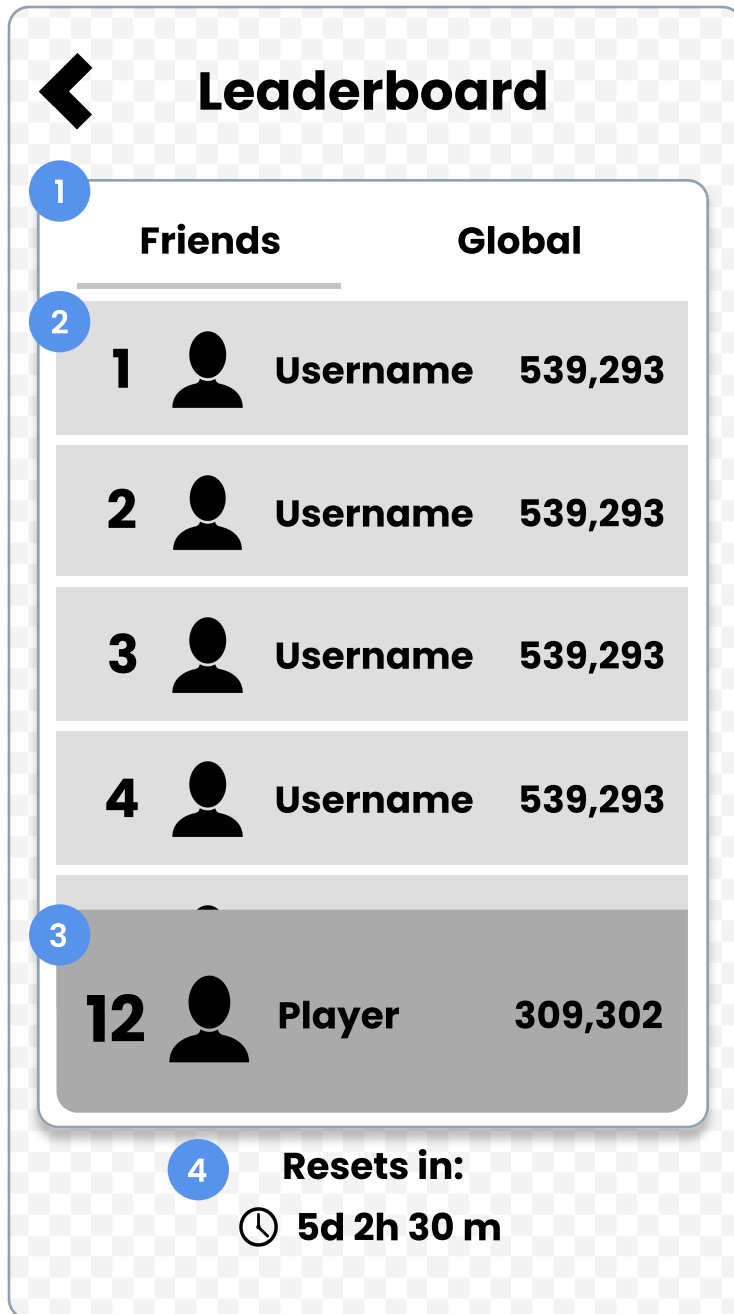 Leaderboard
1
Friends Global
2
1 Username 539,293
2 Username 539,293
3 Username 539,293
4 Username 539,293
3
12 Player 309,302
4 Resets in:
5d 2h 30 m